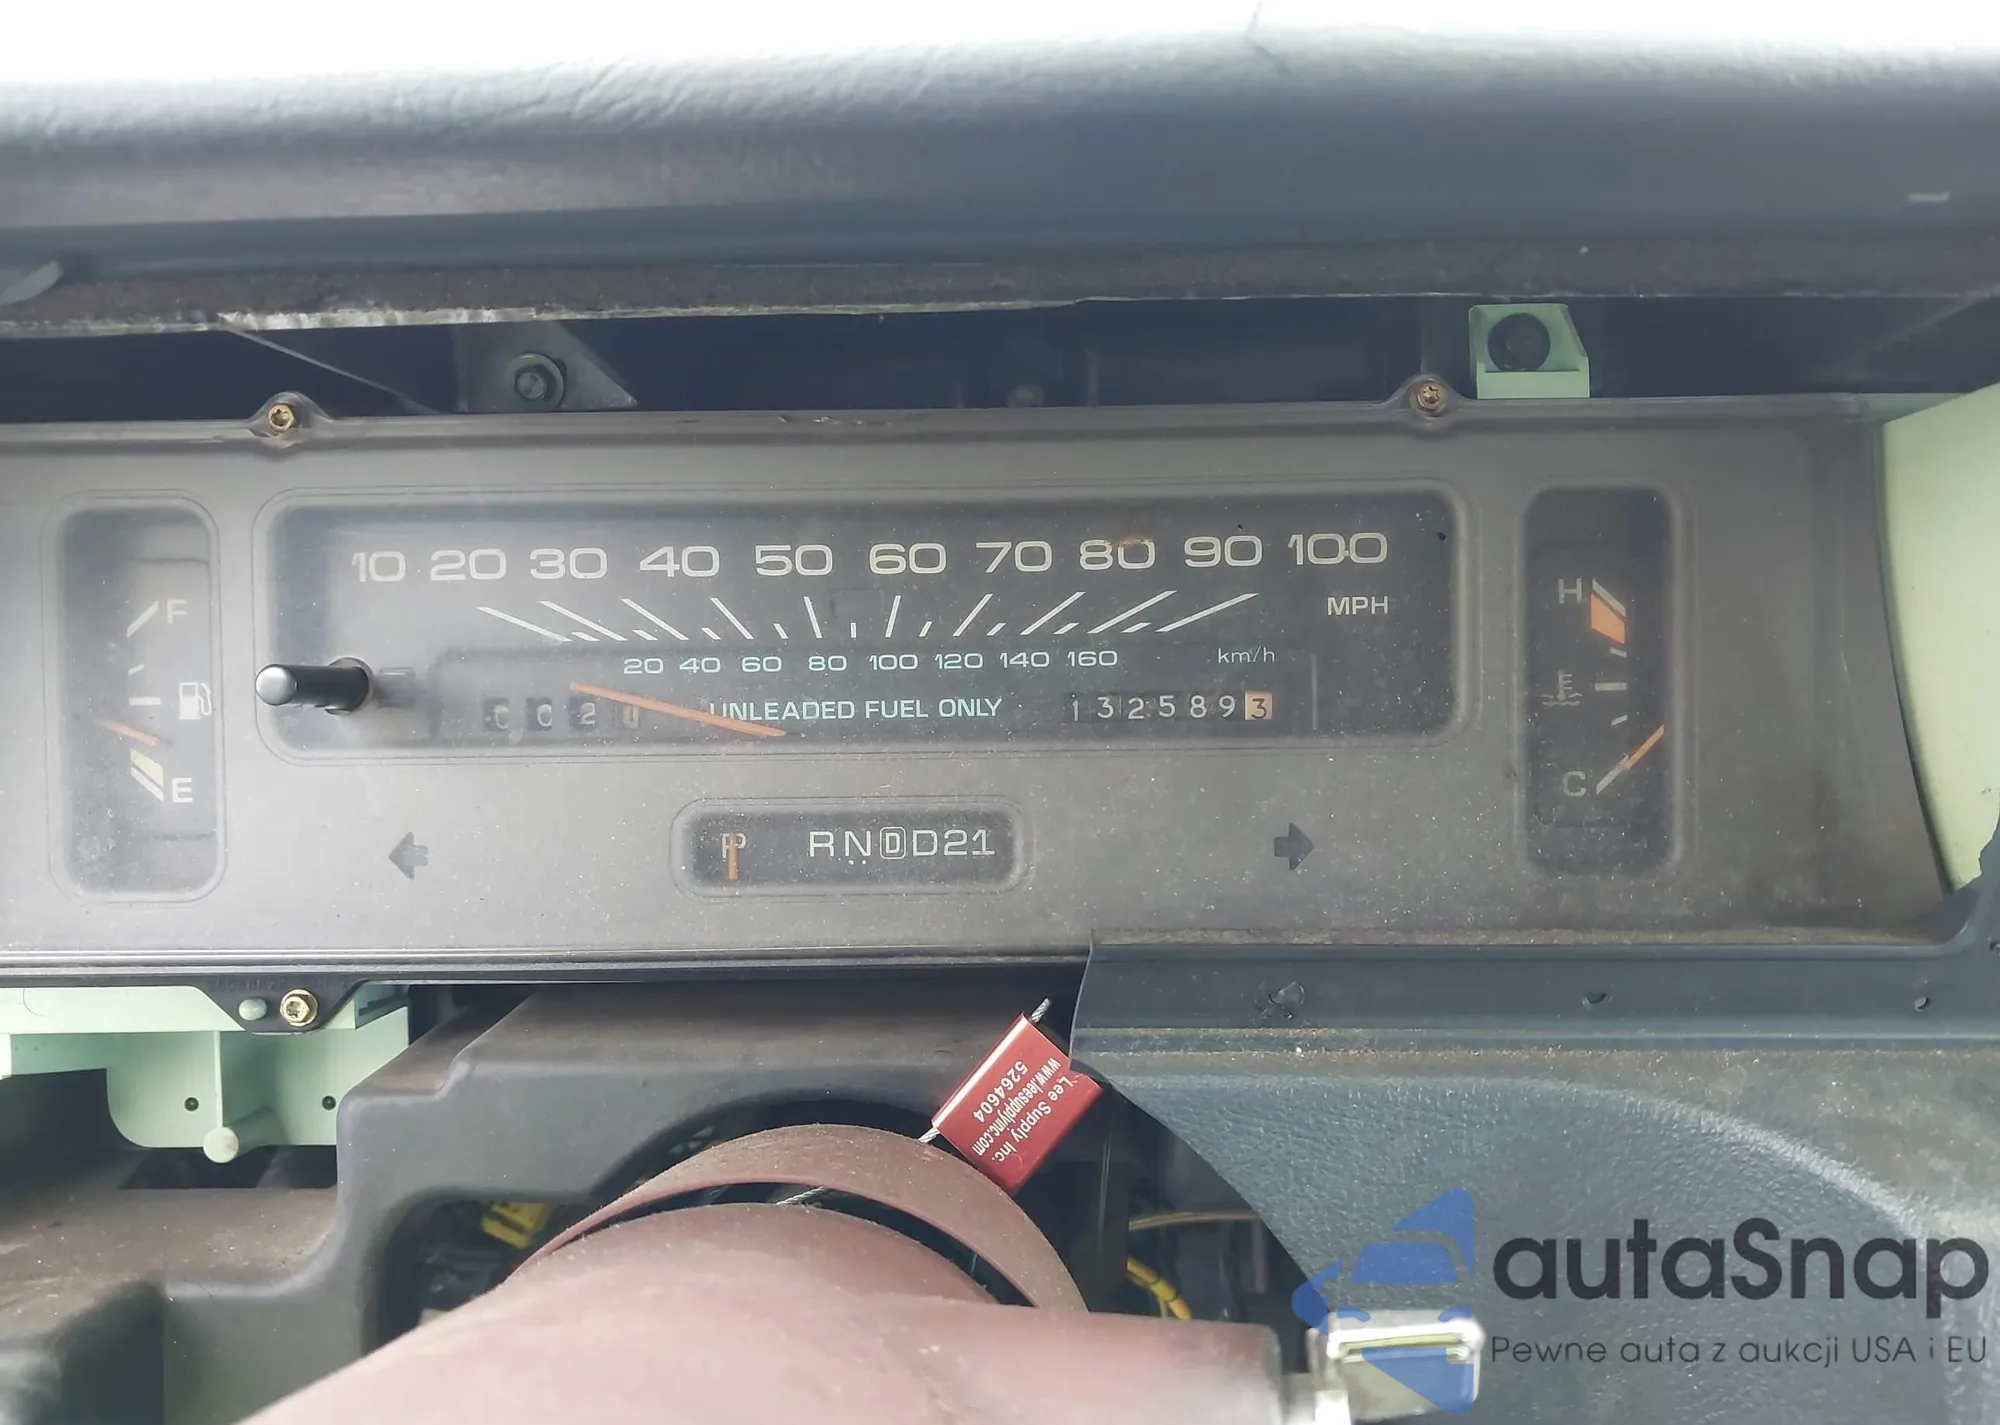 10 20 30 40 50 60 70 80 90 100
MPH
20 40 60 80 100 120 140 160
km/h
UNLEADED FUEL ONLY
1325893
F
E
H
C
P RN D D21
Lee Supply Inc.
www.leesupplyinc.com
5264604
autaSnap
Pewne auta z aukcji USA i EU